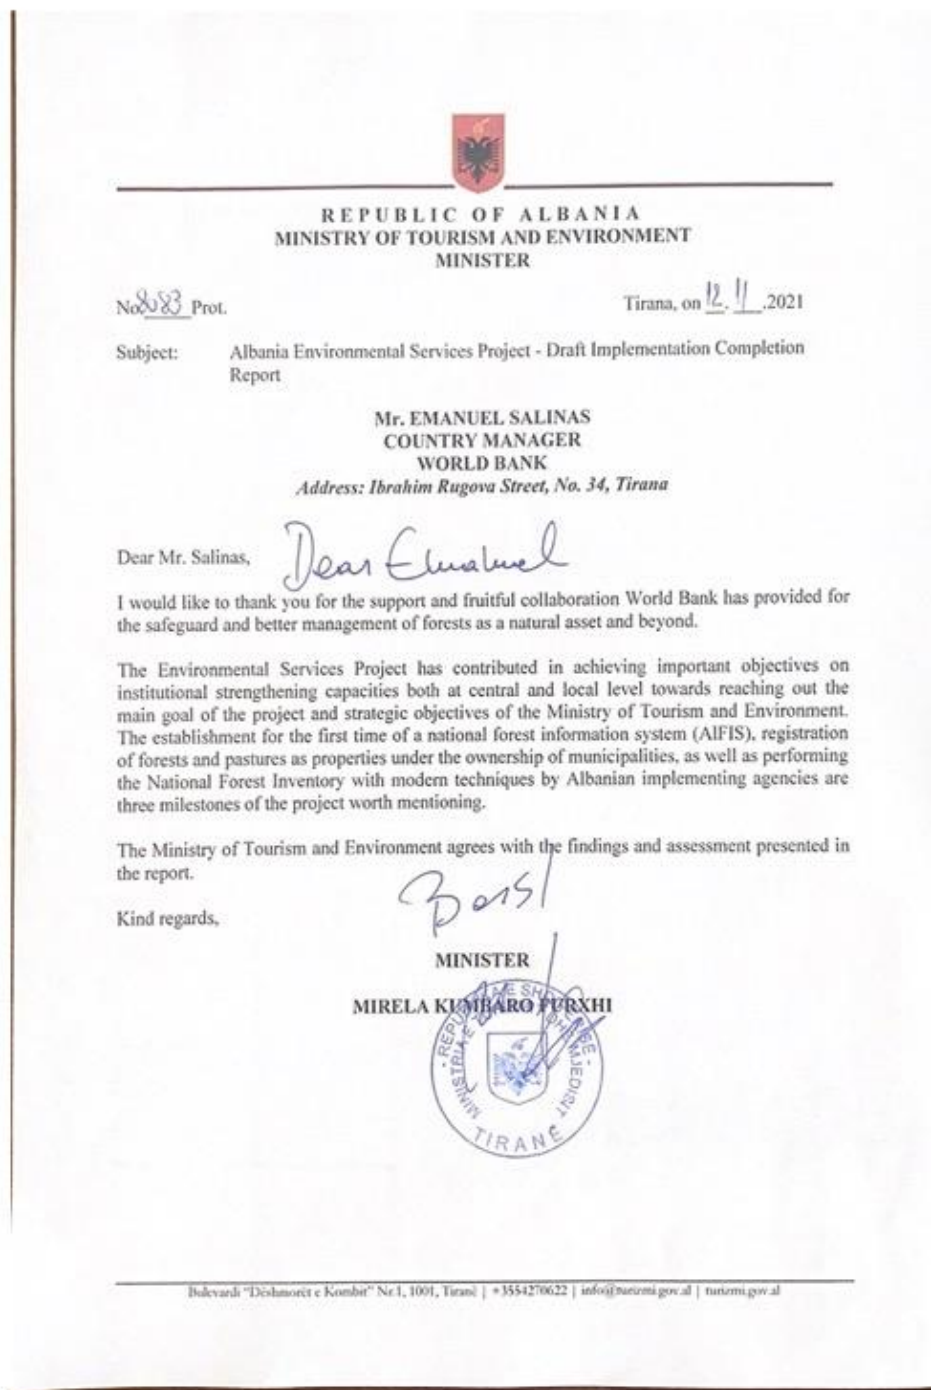 REPUBLIC OF ALBANIA
MINISTRY OF TOURISM AND ENVIRONMENT
MINISTER
No 8083 Prot.
Tirana, on 12. 11 .2021
Subject: Albania Environmental Services Project - Draft Implementation Completion
Report
Mr. EMANUEL SALINAS
COUNTRY MANAGER
WORLD BANK
Address: Ibrahim Rugova Street, No. 34, Tirana
Dear Mr. Salinas, Dear Emanuel
I would like to thank you for the support and fruitful collaboration World Bank has provided for
the safeguard and better management of forests as a natural asset and beyond.
The Environmental Services Project has contributed in achieving important objectives on
institutional strengthening capacities both at central and local level towards reaching out the
main goal of the project and strategic objectives of the Ministry of Tourism and Environment.
The establishment for the first time of a national forest information system (AlFIS), registration
of forests and pastures as properties under the ownership of municipalities, as well as performing
the National Forest Inventory with modern techniques by Albanian implementing agencies are
three milestones of the project worth mentioning.
The Ministry of Tourism and Environment agrees with the findings and assessment presented in
the report.
Kind regards,
Best
MINISTER
MIRELA KUMBARO FURXHI
MINISTRIA E MJEDISIT
TIRANË
Bulevardi "Dëshmorët e Kombit" Nr.1, 1001, Tiranë | +3554270622 | info@turizmi.gov.al | turizmi.gov.al